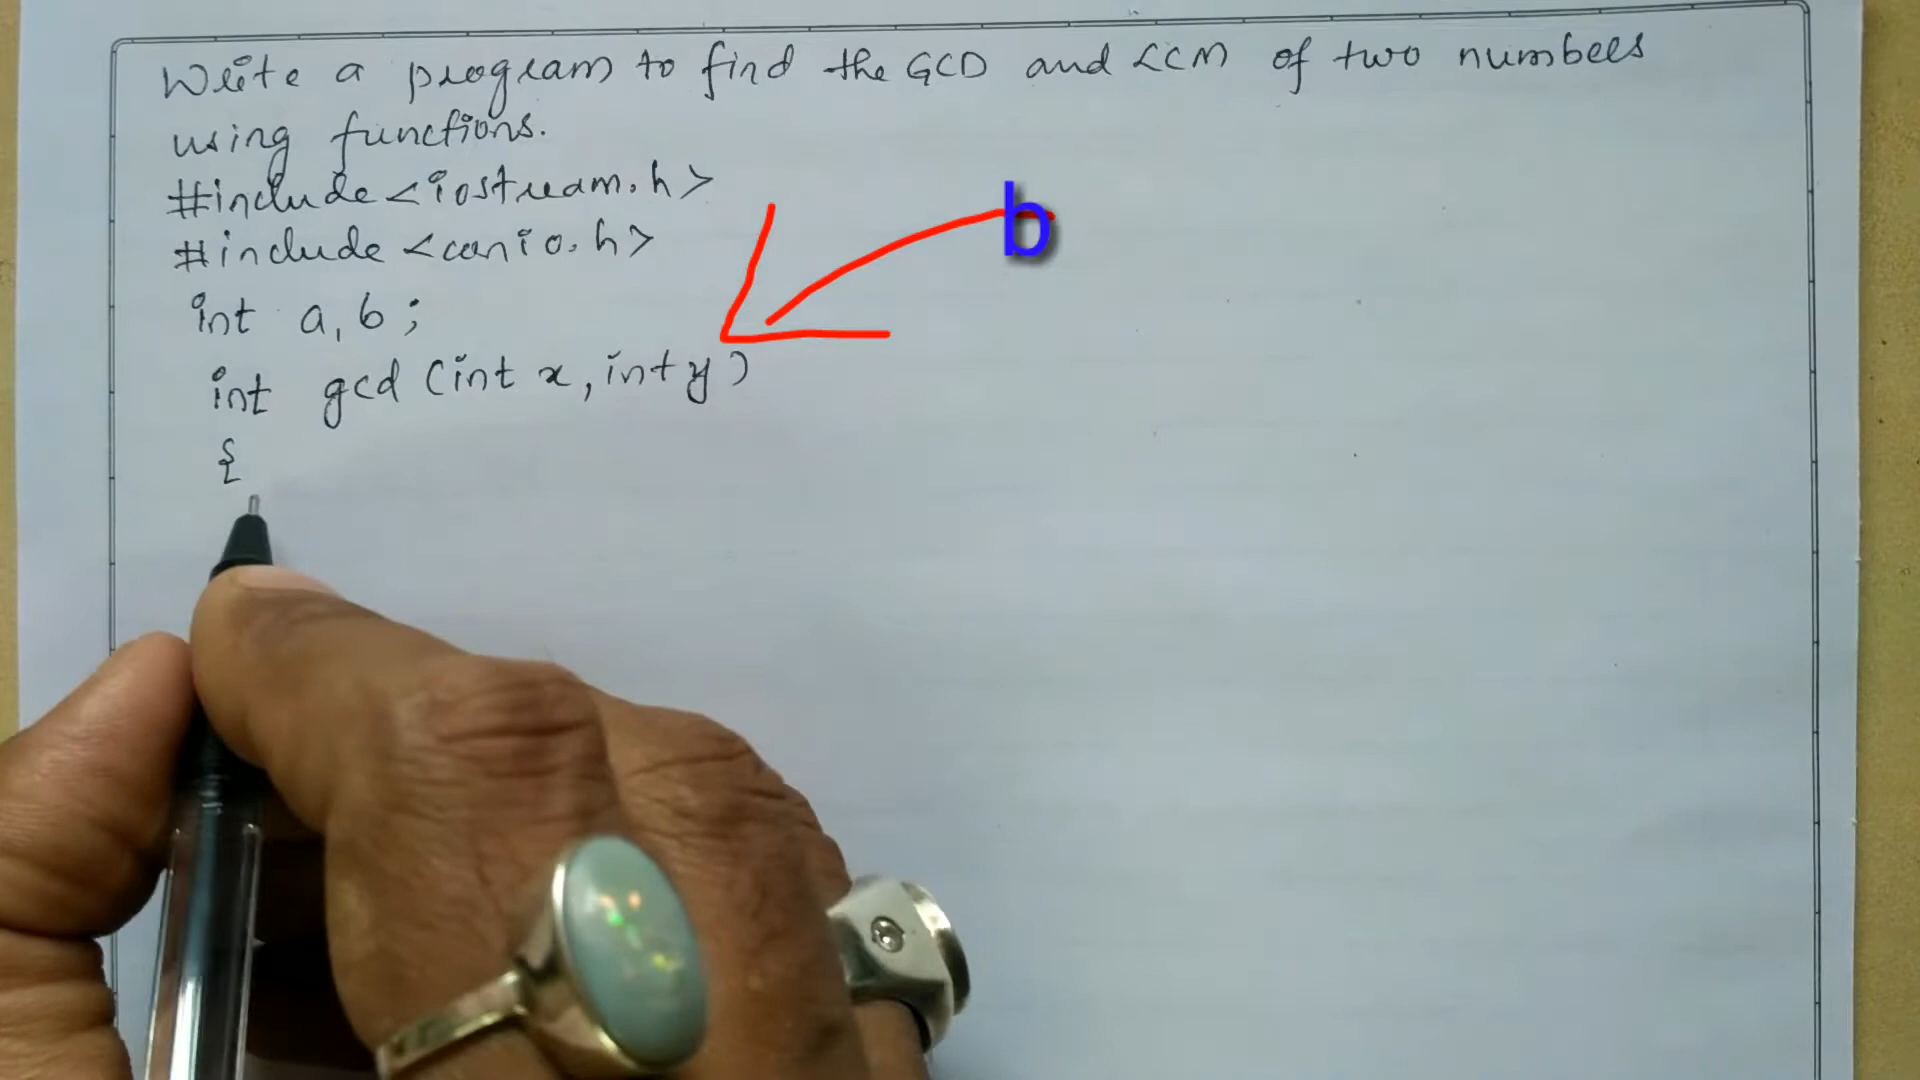 Write a program to find the GCD and LCM of two numbers
using functions.
#include <iostream.h>
#include <conio.h>
b
int a, b ;
int gcd (int x, int y)
{